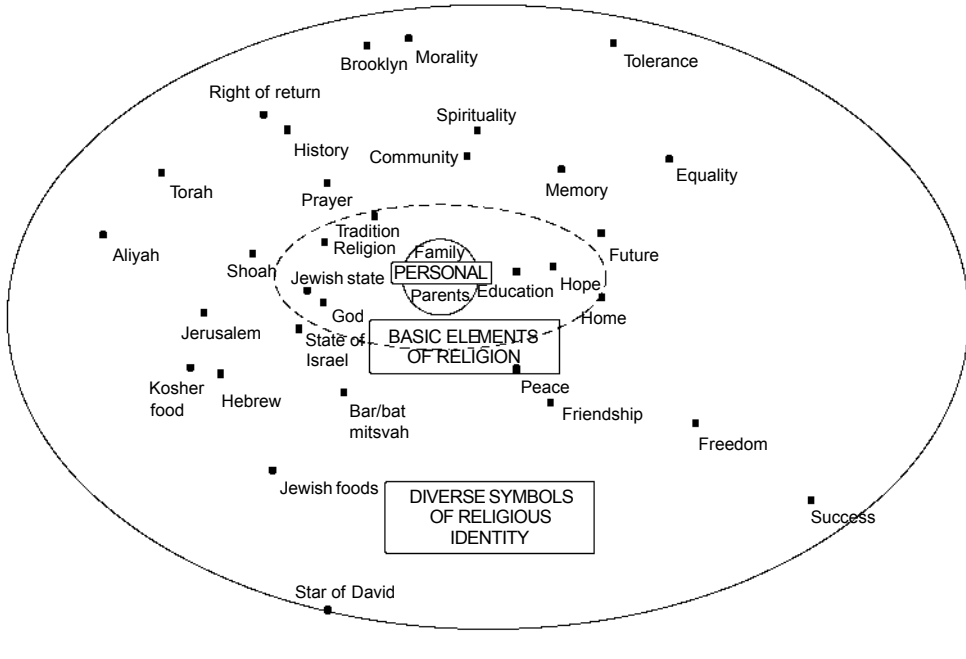 Brooklyn
Morality
Tolerance
Right of return
Spirituality
History
Community
Torah
Prayer
Memory
Equality
Tradition
Religion
Family
Future
Aliyah
Shoah
Jewish state
PERSONAL
Parents
Education
Hope
God
Home
Jerusalem
State of
Israel
BASIC ELEMENTS
OF RELIGION
Kosher
food
Hebrew
Peace
Bar/bat
mitsvah
Friendship
Freedom
Jewish foods
DIVERSE SYMBOLS
OF RELIGIOUS
IDENTITY
Success
Star of David